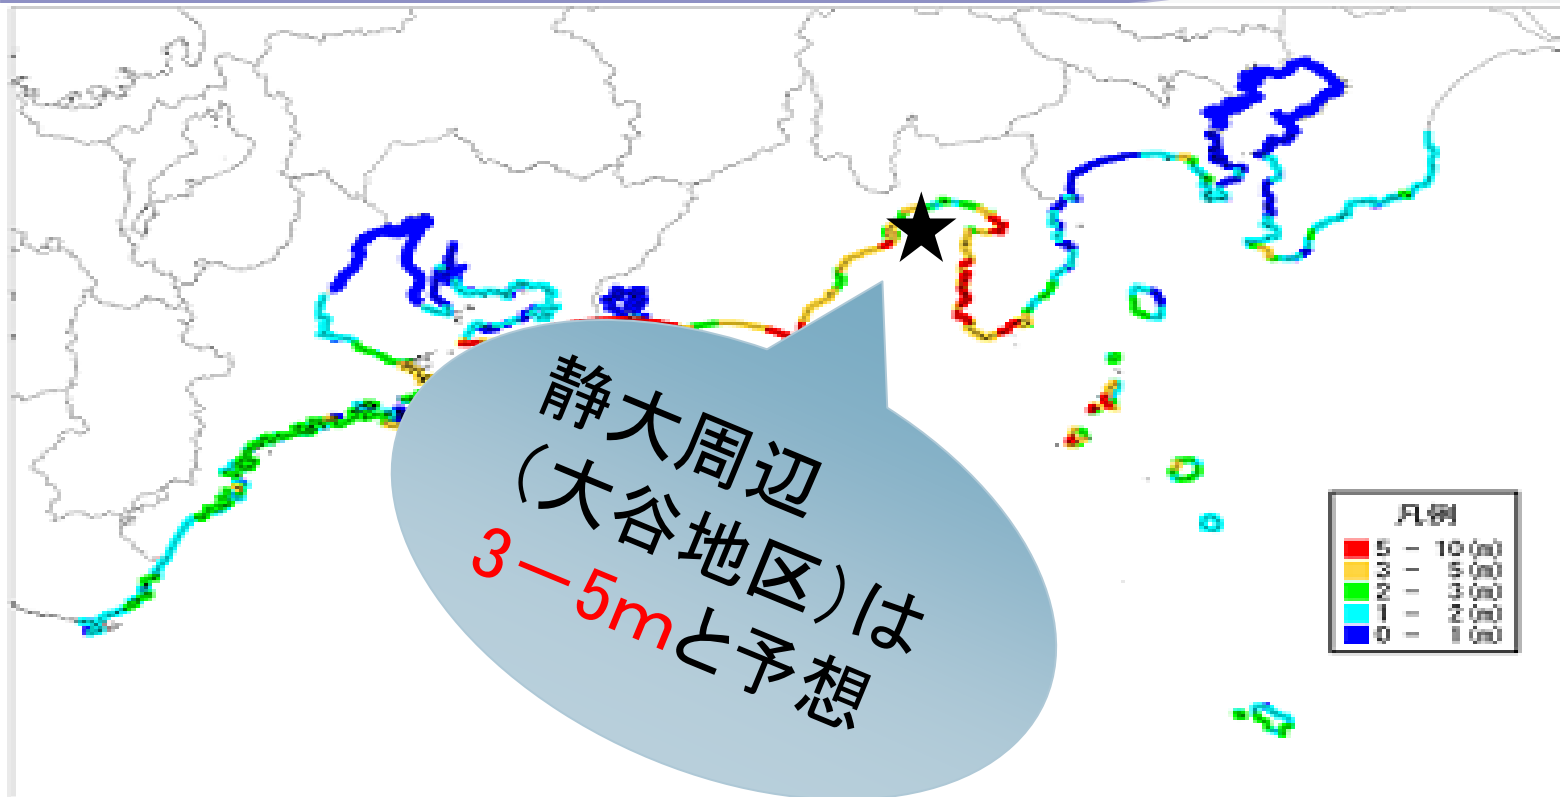 静大周辺
（大谷地区）は
3－5mと予想
凡例
5 － 10 (m)
3 － 5 (m)
2 － 3 (m)
1 － 2 (m)
0 － 1 (m)